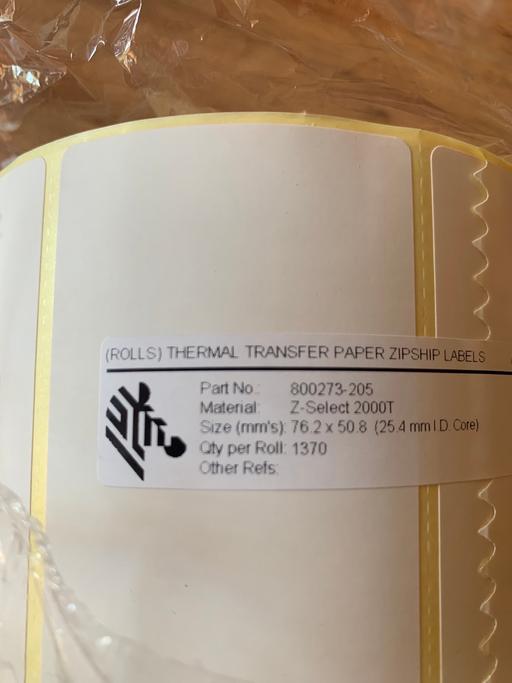 (ROLLS) THERMAL TRANSFER PAPER ZIPSHIP LABELS
Part No.: 800273-205
Material: Z-Select 2000T
Size (mm's): 76.2 x 50.8 (25.4 mm I.D. Core)
Qty per Roll: 1370
Other Refs: